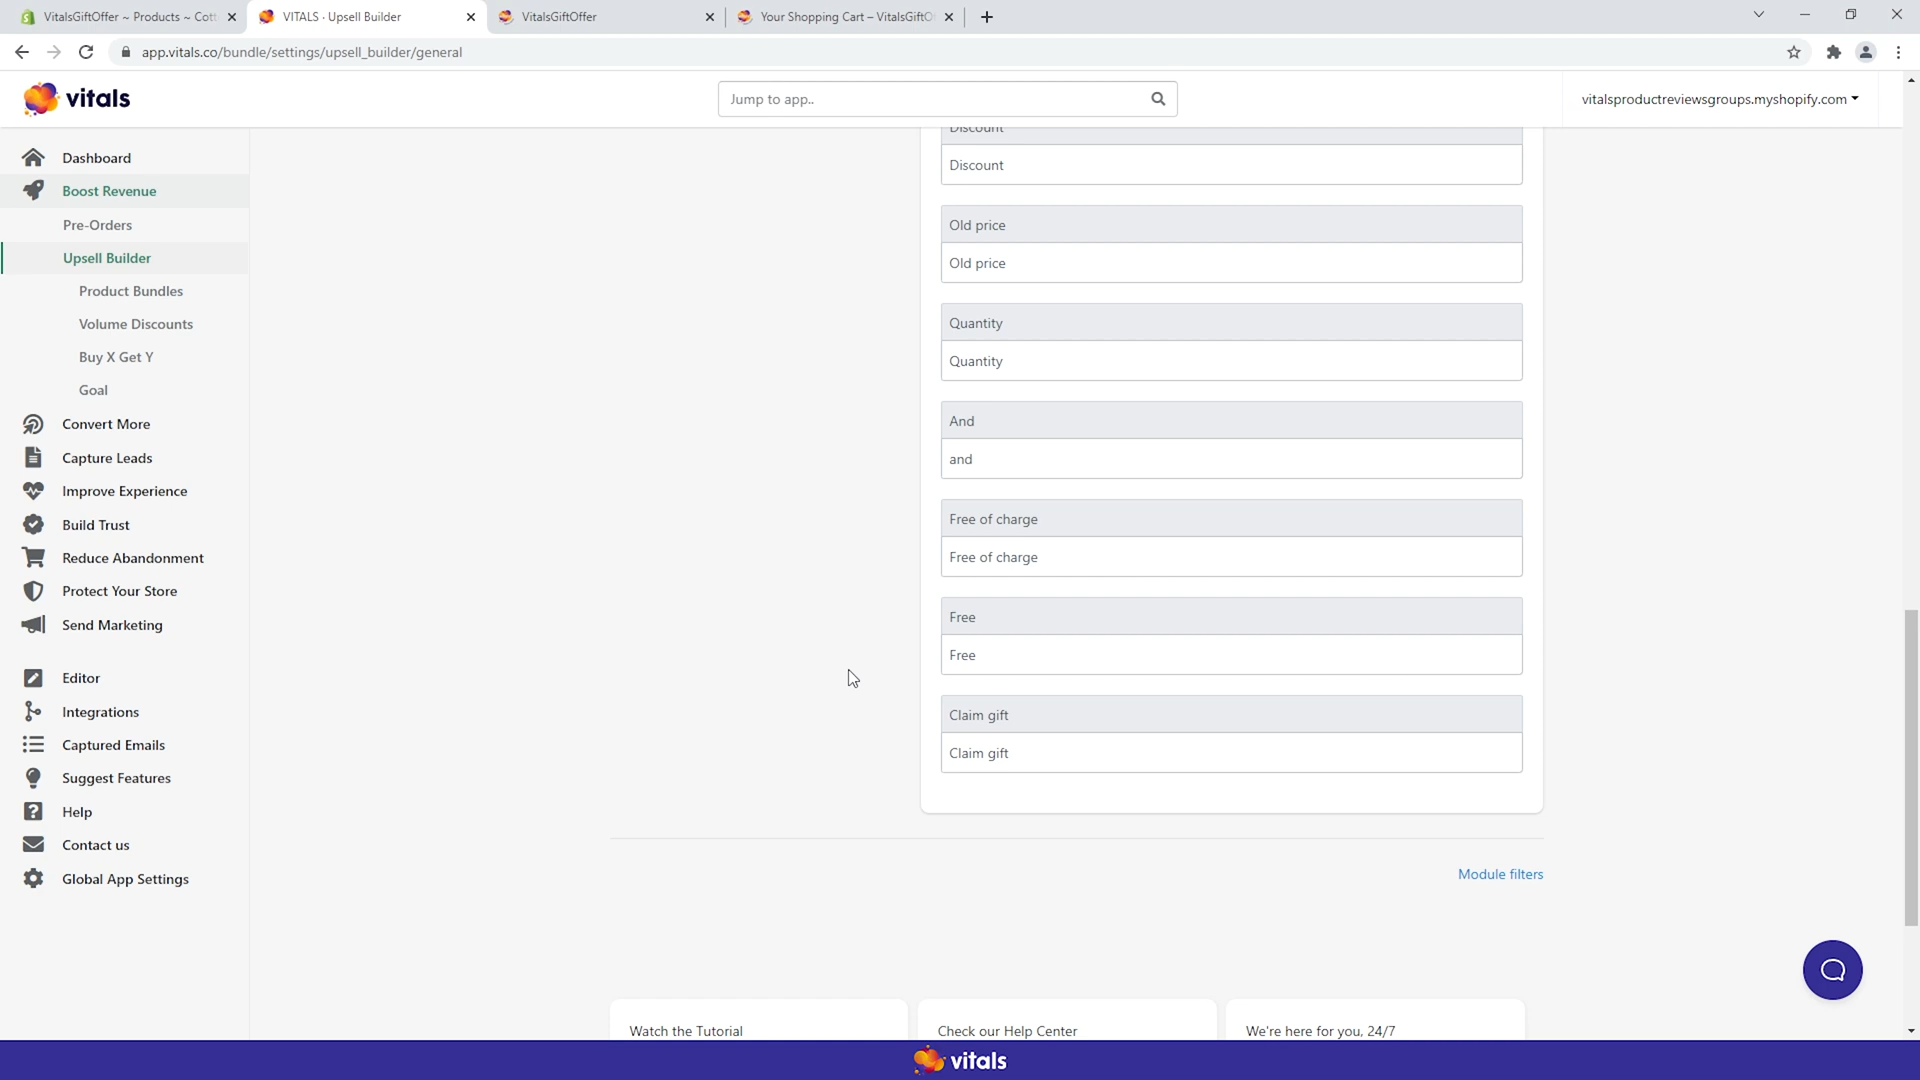 VitalsGiftOffer ~ Products ~ Cott
VITALS · Upsell Builder
VitalsGiftOffer
Your Shopping Cart – VitalsGiftO
app.vitals.co/bundle/settings/upsell_builder/general
vitals
Jump to app..
vitalsproductreviewsgroups.myshopify.com
Dashboard
Boost Revenue
Pre-Orders
Upsell Builder
Product Bundles
Volume Discounts
Buy X Get Y
Goal
Convert More
Capture Leads
Improve Experience
Build Trust
Reduce Abandonment
Protect Your Store
Send Marketing
Editor
Integrations
Captured Emails
Suggest Features
Help
Contact us
Global App Settings
Discount
Discount
Old price
Old price
Quantity
Quantity
And
and
Free of charge
Free of charge
Free
Free
Claim gift
Claim gift
Module filters
Watch the Tutorial
Check our Help Center
We're here for you, 24/7
vitals